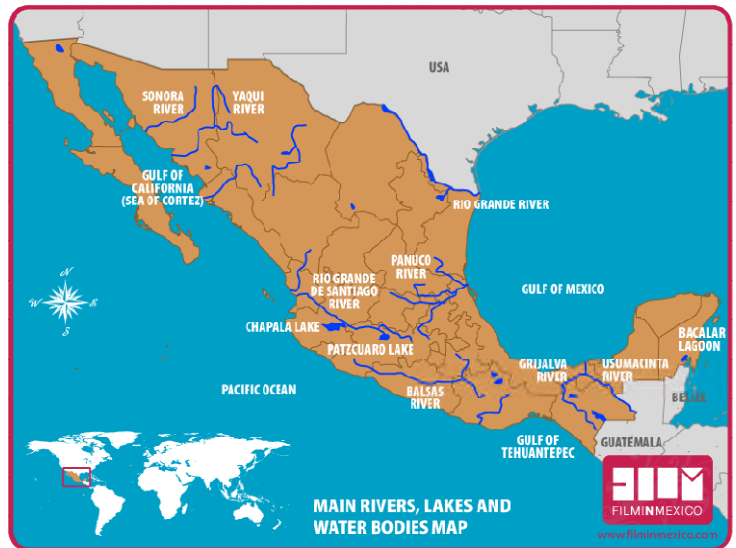 USA
SONORA
RIVER
YAQUI
RIVER
GULF OF
CALIFORNIA
(SEA OF CORTEZ)
RIO GRANDE RIVER
PANUCO
RIVER
RIO GRANDE
DE SANTIAGO
RIVER
GULF OF MEXICO
CHAPALA LAKE
PATZCUARO LAKE
BACALAR
LAGOON
GRIJALVA
RIVER
USUMACINTA
RIVER
PACIFIC OCEAN
BALSAS
RIVER
BELIZE
GULF OF
TEHUANTEPEC
GUATEMALA
N
W
E
S
MAIN RIVERS, LAKES AND
WATER BODIES MAP
FILM
FILMINMEXICO
www.filminmexico.com